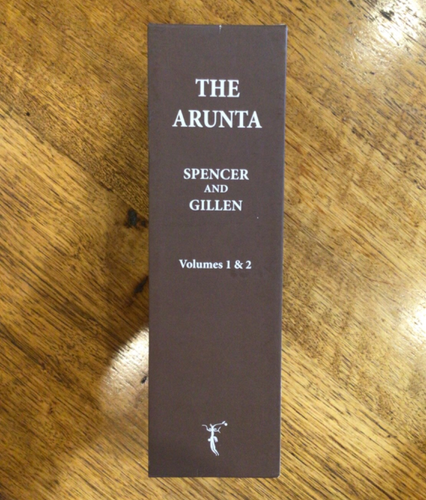 THE
ARUNTA
SPENCER
AND
GILLEN
Volumes 1 & 2